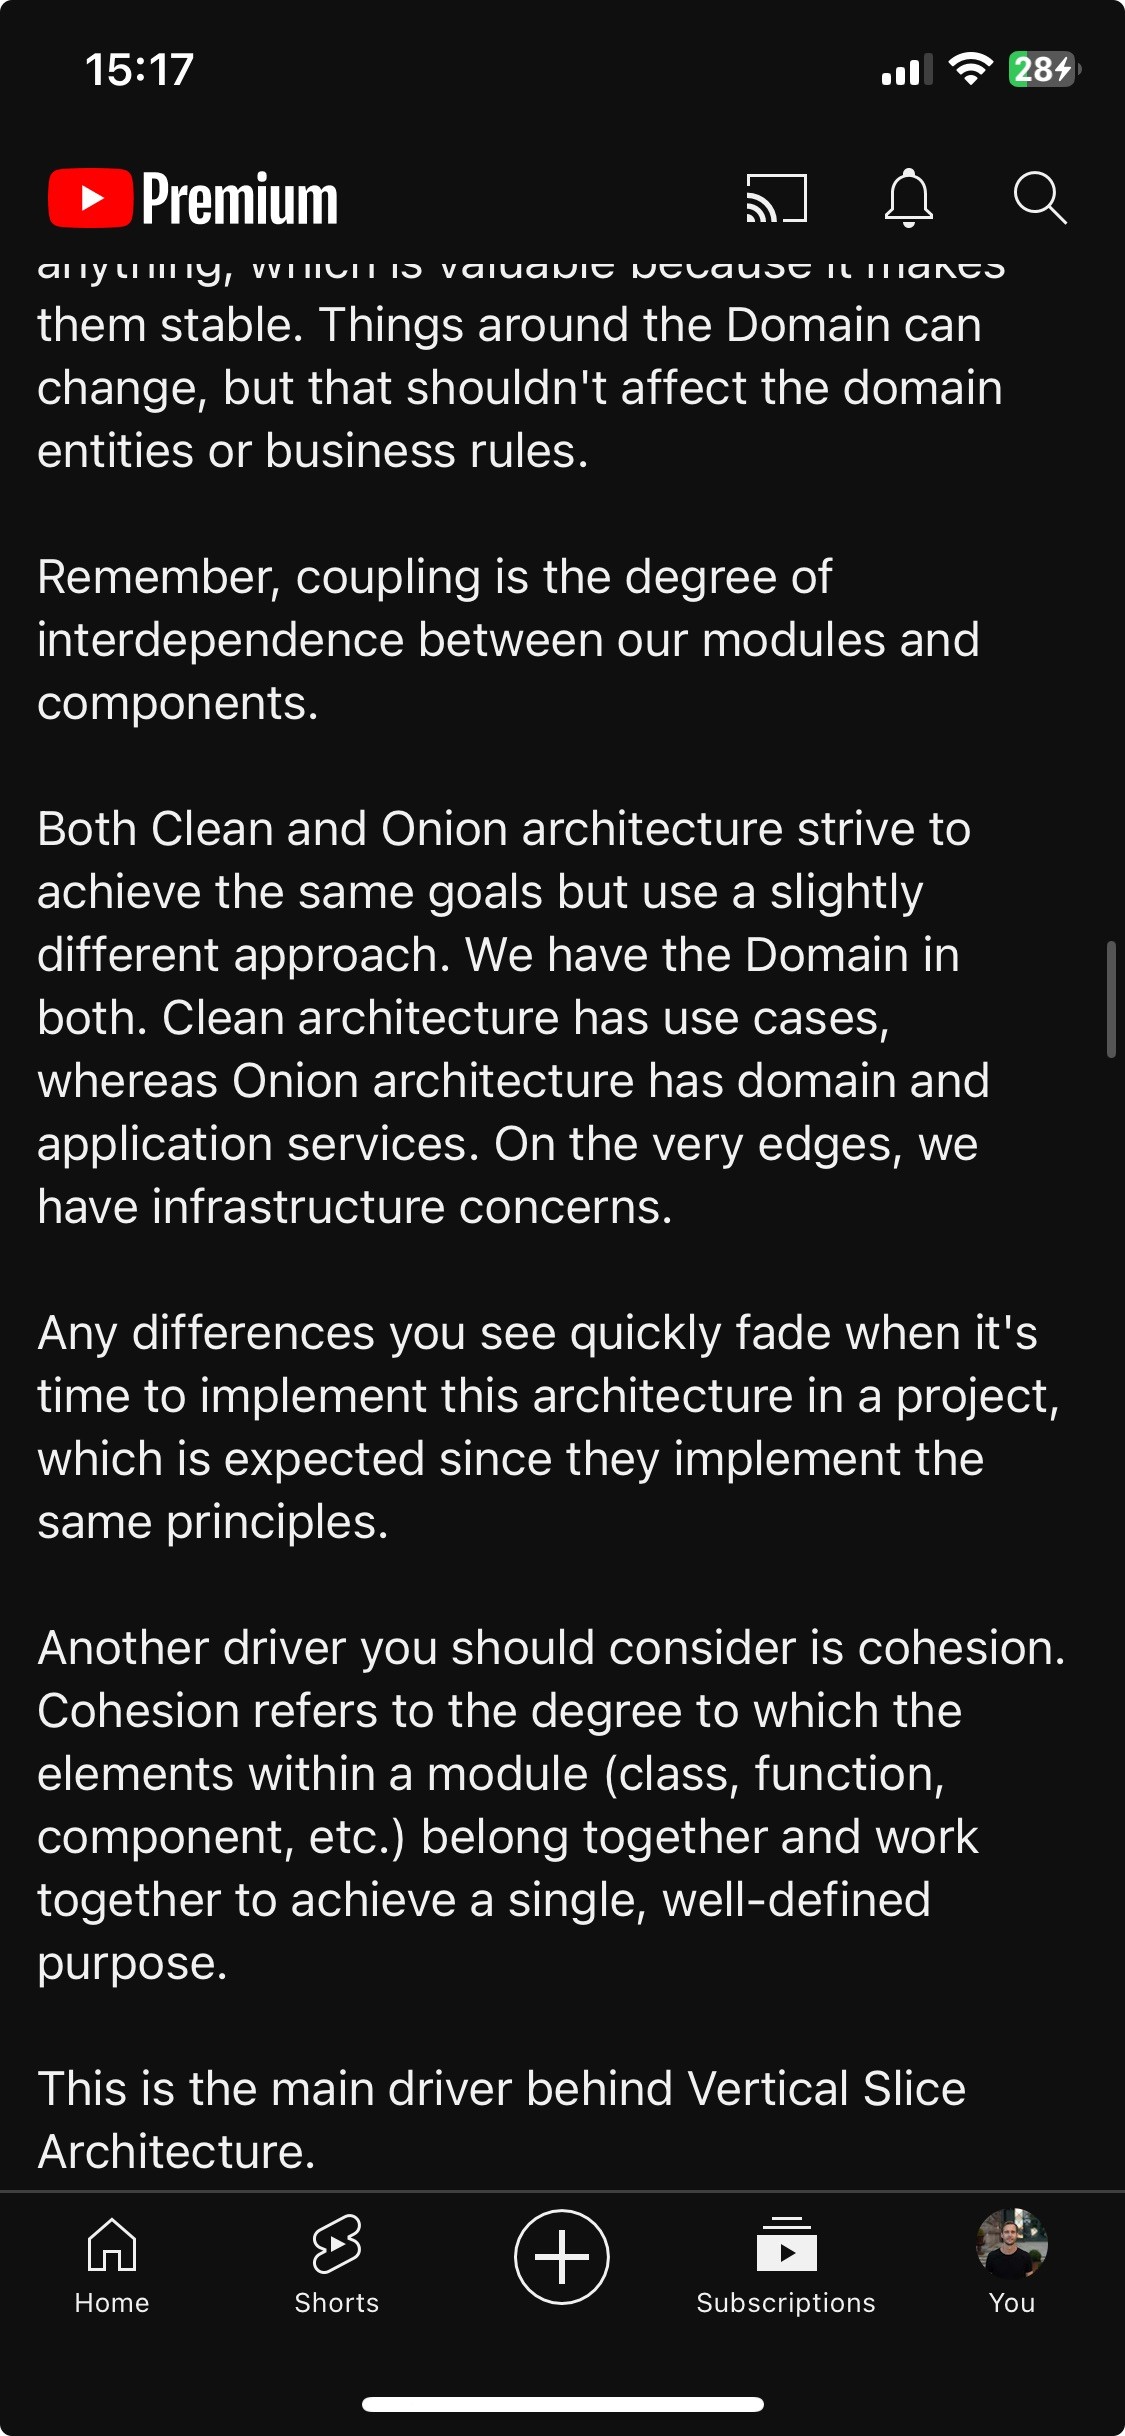 15:17
28
Premium
anything, which is valuable because it makes
them stable. Things around the Domain can
change, but that shouldn't affect the domain
entities or business rules.
Remember, coupling is the degree of
interdependence between our modules and
components.
Both Clean and Onion architecture strive to
achieve the same goals but use a slightly
different approach. We have the Domain in
both. Clean architecture has use cases,
whereas Onion architecture has domain and
application services. On the very edges, we
have infrastructure concerns.
Any differences you see quickly fade when it's
time to implement this architecture in a project,
which is expected since they implement the
same principles.
Another driver you should consider is cohesion.
Cohesion refers to the degree to which the
elements within a module (class, function,
component, etc.) belong together and work
together to achieve a single, well-defined
purpose.
This is the main driver behind Vertical Slice
Architecture.
Home
Shorts
Subscriptions
You